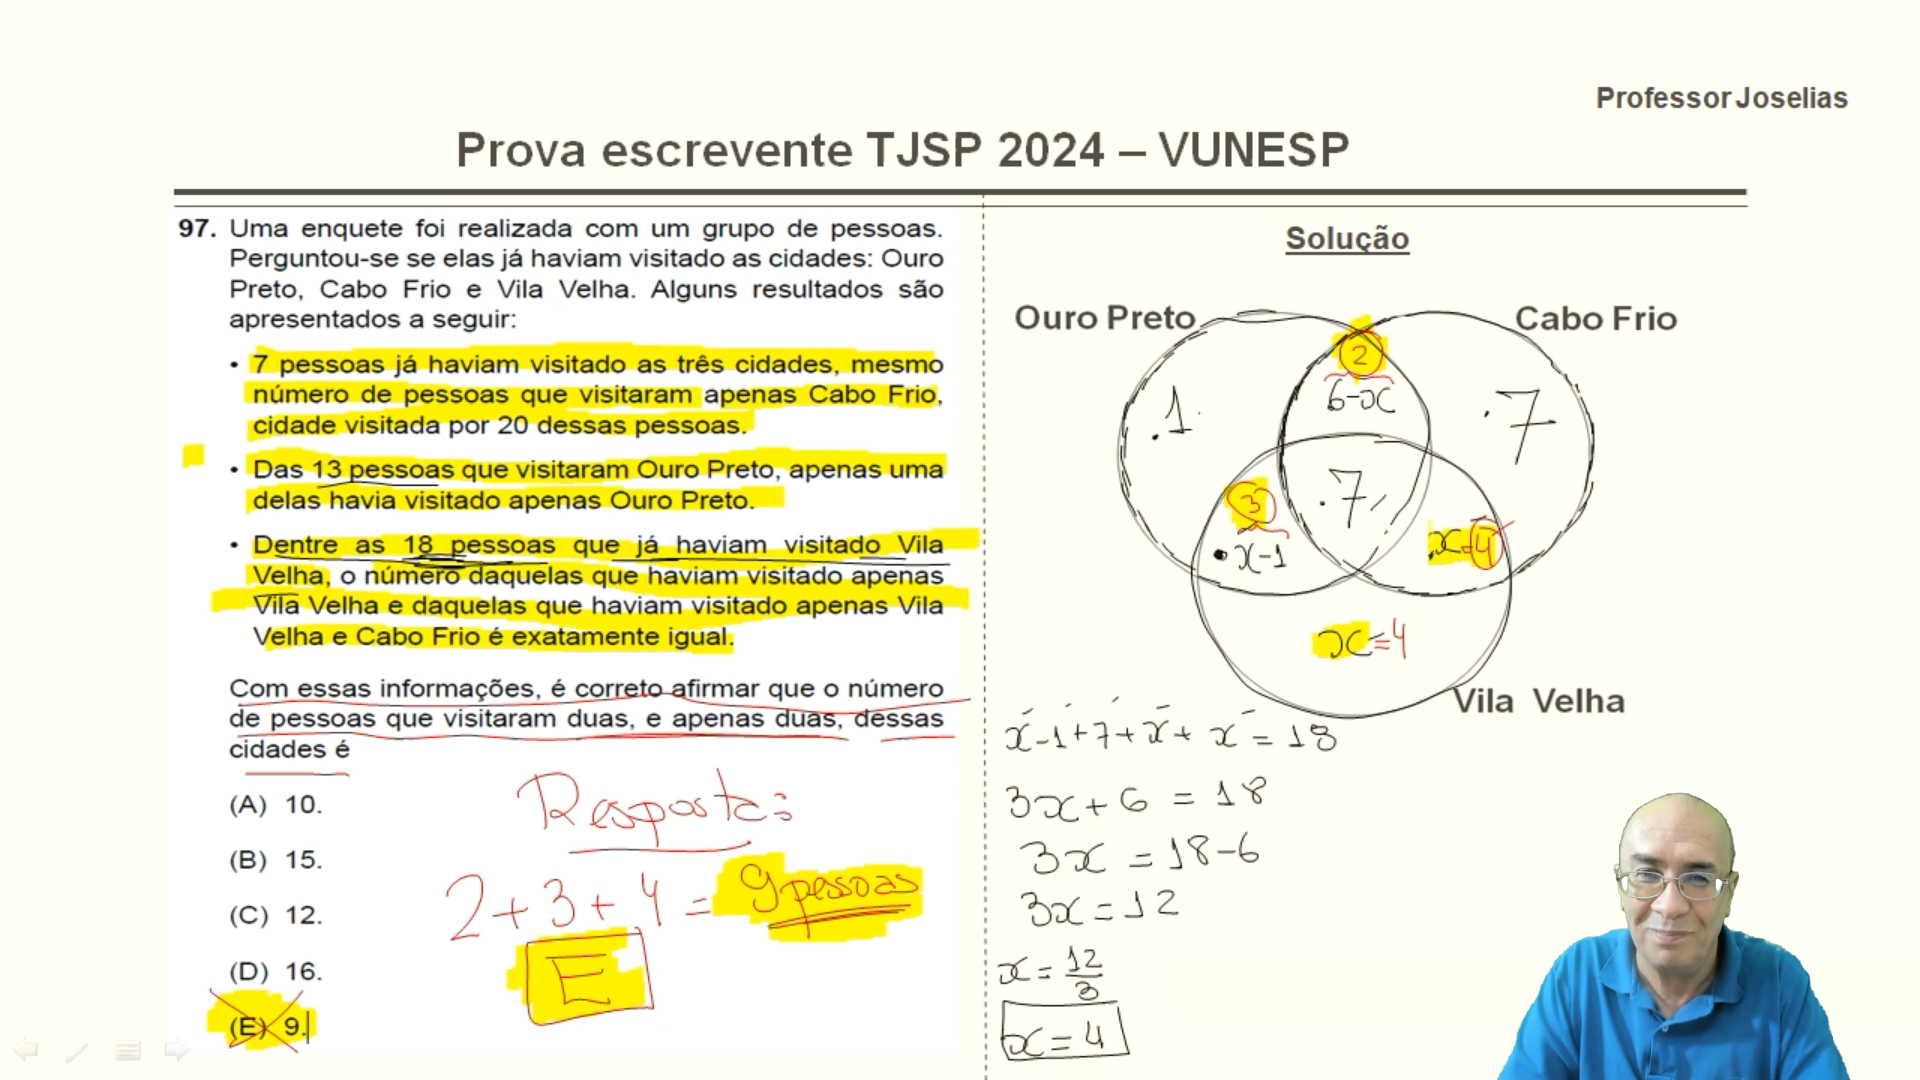 Professor Joselias
Prova escrevente TJSP 2024 – VUNESP
97. Uma enquete foi realizada com um grupo de pessoas.
Perguntou-se se elas já haviam visitado as cidades: Ouro
Preto, Cabo Frio e Vila Velha. Alguns resultados são
apresentados a seguir:
• 7 pessoas já haviam visitado as três cidades, mesmo
número de pessoas que visitaram apenas Cabo Frio,
cidade visitada por 20 dessas pessoas.
• Das 13 pessoas que visitaram Ouro Preto, apenas uma
delas havia visitado apenas Ouro Preto.
• Dentre as 18 pessoas que já haviam visitado Vila
Velha, o número daquelas que haviam visitado apenas
Vila Velha e daquelas que haviam visitado apenas Vila
Velha e Cabo Frio é exatamente igual.
Com essas informações, é correto afirmar que o número
de pessoas que visitaram duas, e apenas duas, dessas
cidades é
(A) 10.
(B) 15.
(C) 12.
(D) 16.
(E) 9.
Resposta:
2+3+4 = 9 pessoas
E
Solução
Ouro Preto
Cabo Frio
2
6-x
.1
.7
.7
3
x-1
x=4
x=4
Vila Velha
x-1+7+x+x=18
3x+6=18
3x=18-6
3x=12
x=12/3
x=4